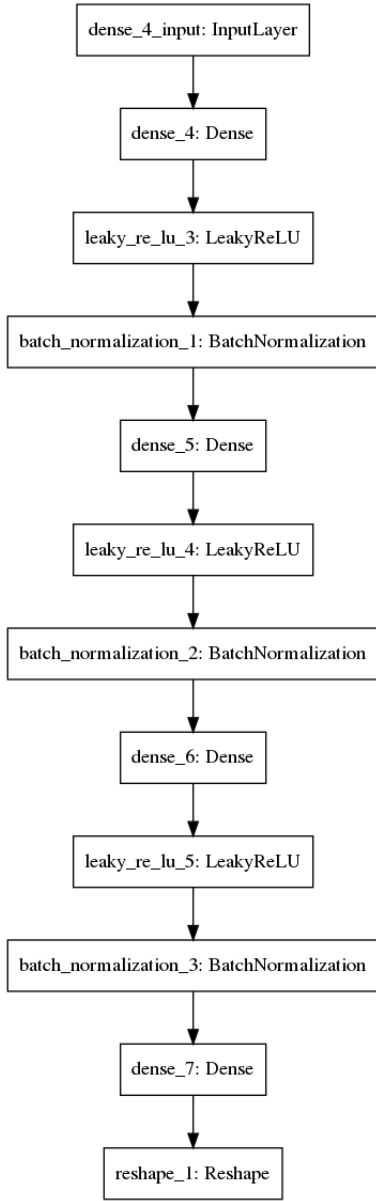 dense_4_input: InputLayer
dense_4: Dense
leaky_re_lu_3: LeakyReLU
batch_normalization_1: BatchNormalization
dense_5: Dense
leaky_re_lu_4: LeakyReLU
batch_normalization_2: BatchNormalization
dense_6: Dense
leaky_re_lu_5: LeakyReLU
batch_normalization_3: BatchNormalization
dense_7: Dense
reshape_1: Reshape